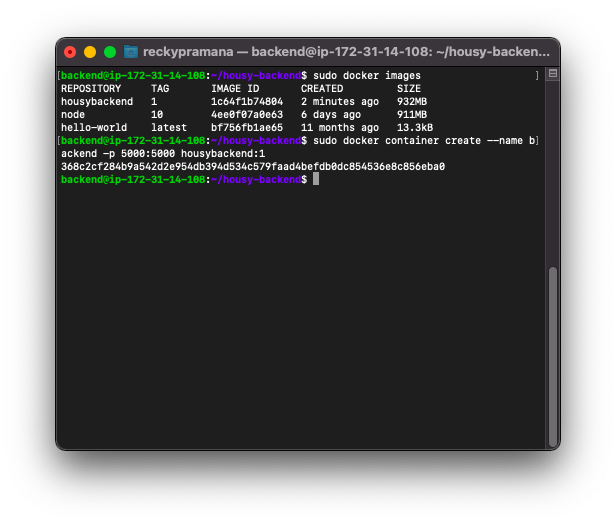 reckypramana — backend@ip-172-31-14-108: ~/housy-backen...
[backend@ip-172-31-14-108:~/housy-backend$ sudo docker images ]
REPOSITORY TAG IMAGE ID CREATED SIZE
housybackend 1 1c64f1b74804 2 minutes ago 932MB
node 10 4ee0f07a0e63 6 days ago 911MB
hello-world latest bf756fb1ae65 11 months ago 13.3kB
[backend@ip-172-31-14-108:~/housy-backend$ sudo docker container create --name b]
ackend -p 5000:5000 housybackend:1
368c2cf284b9a542d2e954db394d534c579faad4befdb0dc854536e8c856eba0
backend@ip-172-31-14-108:~/housy-backend$